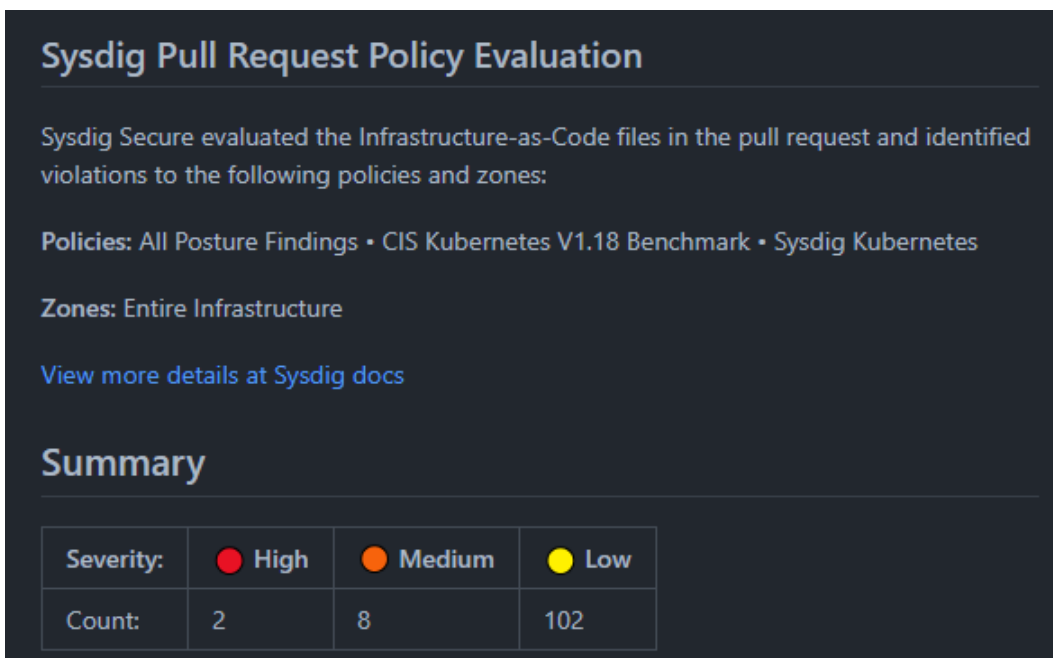 Sysdig Pull Request Policy Evaluation
Sysdig Secure evaluated the Infrastructure-as-Code files in the pull request and identified
violations to the following policies and zones:
Policies: All Posture Findings • CIS Kubernetes V1.18 Benchmark • Sysdig Kubernetes
Zones: Entire Infrastructure
View more details at Sysdig docs
Summary
Severity: High Medium Low
Count: 2 8 102